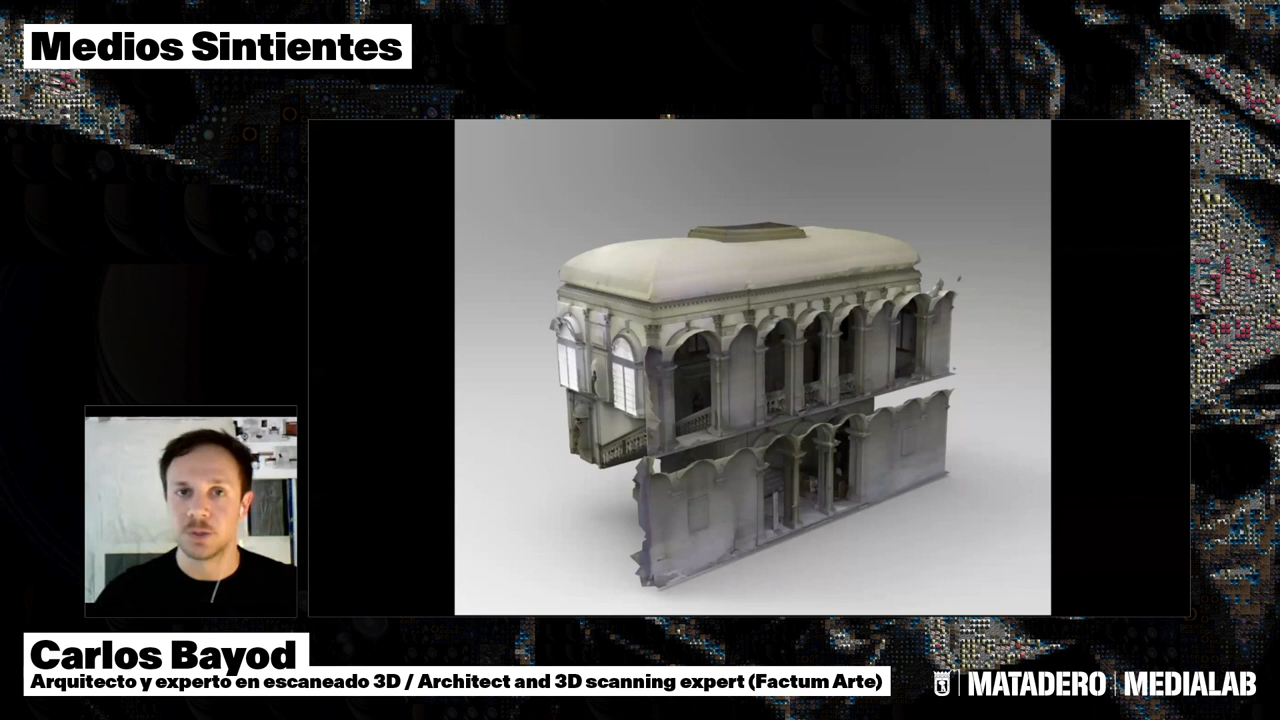 Medios Sintientes
Carlos Bayod
Arquitecto y experto en escaneado 3D / Architect and 3D scanning expert (Factum Arte)
MATADERO | MEDIALAB